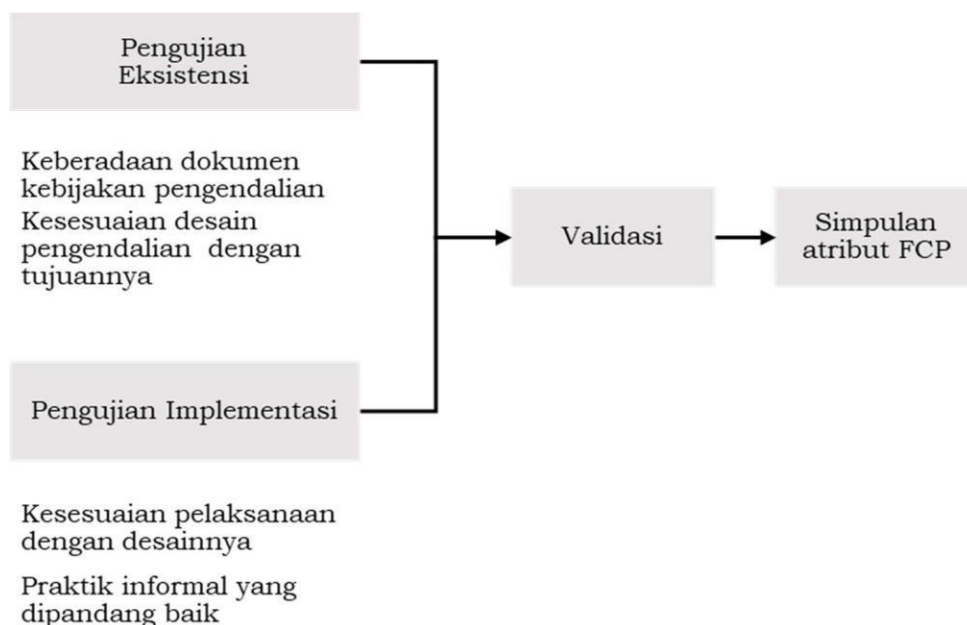 Pengujian
Eksistensi
Keberadaan dokumen
kebijakan pengendalian
Kesesuaian desain
pengendalian dengan
tujuannya
Pengujian Implementasi
Kesesuaian pelaksanaan
dengan desainnya
Praktik informal yang
dipandang baik
Validasi
Simpulan
atribut FCP